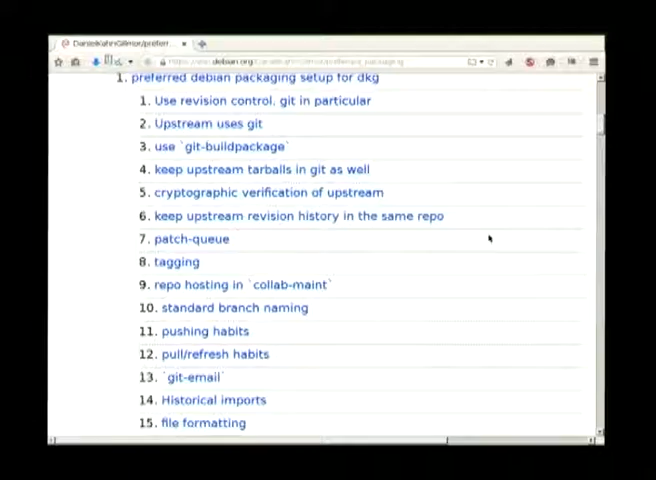 DanielKahnGillmor/preferr...
1. preferred debian packaging setup for dkg
1. Use revision control, git in particular
2. Upstream uses git
3. use `git-buildpackage`
4. keep upstream tarballs in git as well
5. cryptographic verification of upstream
6. keep upstream revision history in the same repo
7. patch-queue
8. tagging
9. repo hosting in `collab-maint`
10. standard branch naming
11. pushing habits
12. pull/refresh habits
13. `git-email`
14. Historical imports
15. file formatting